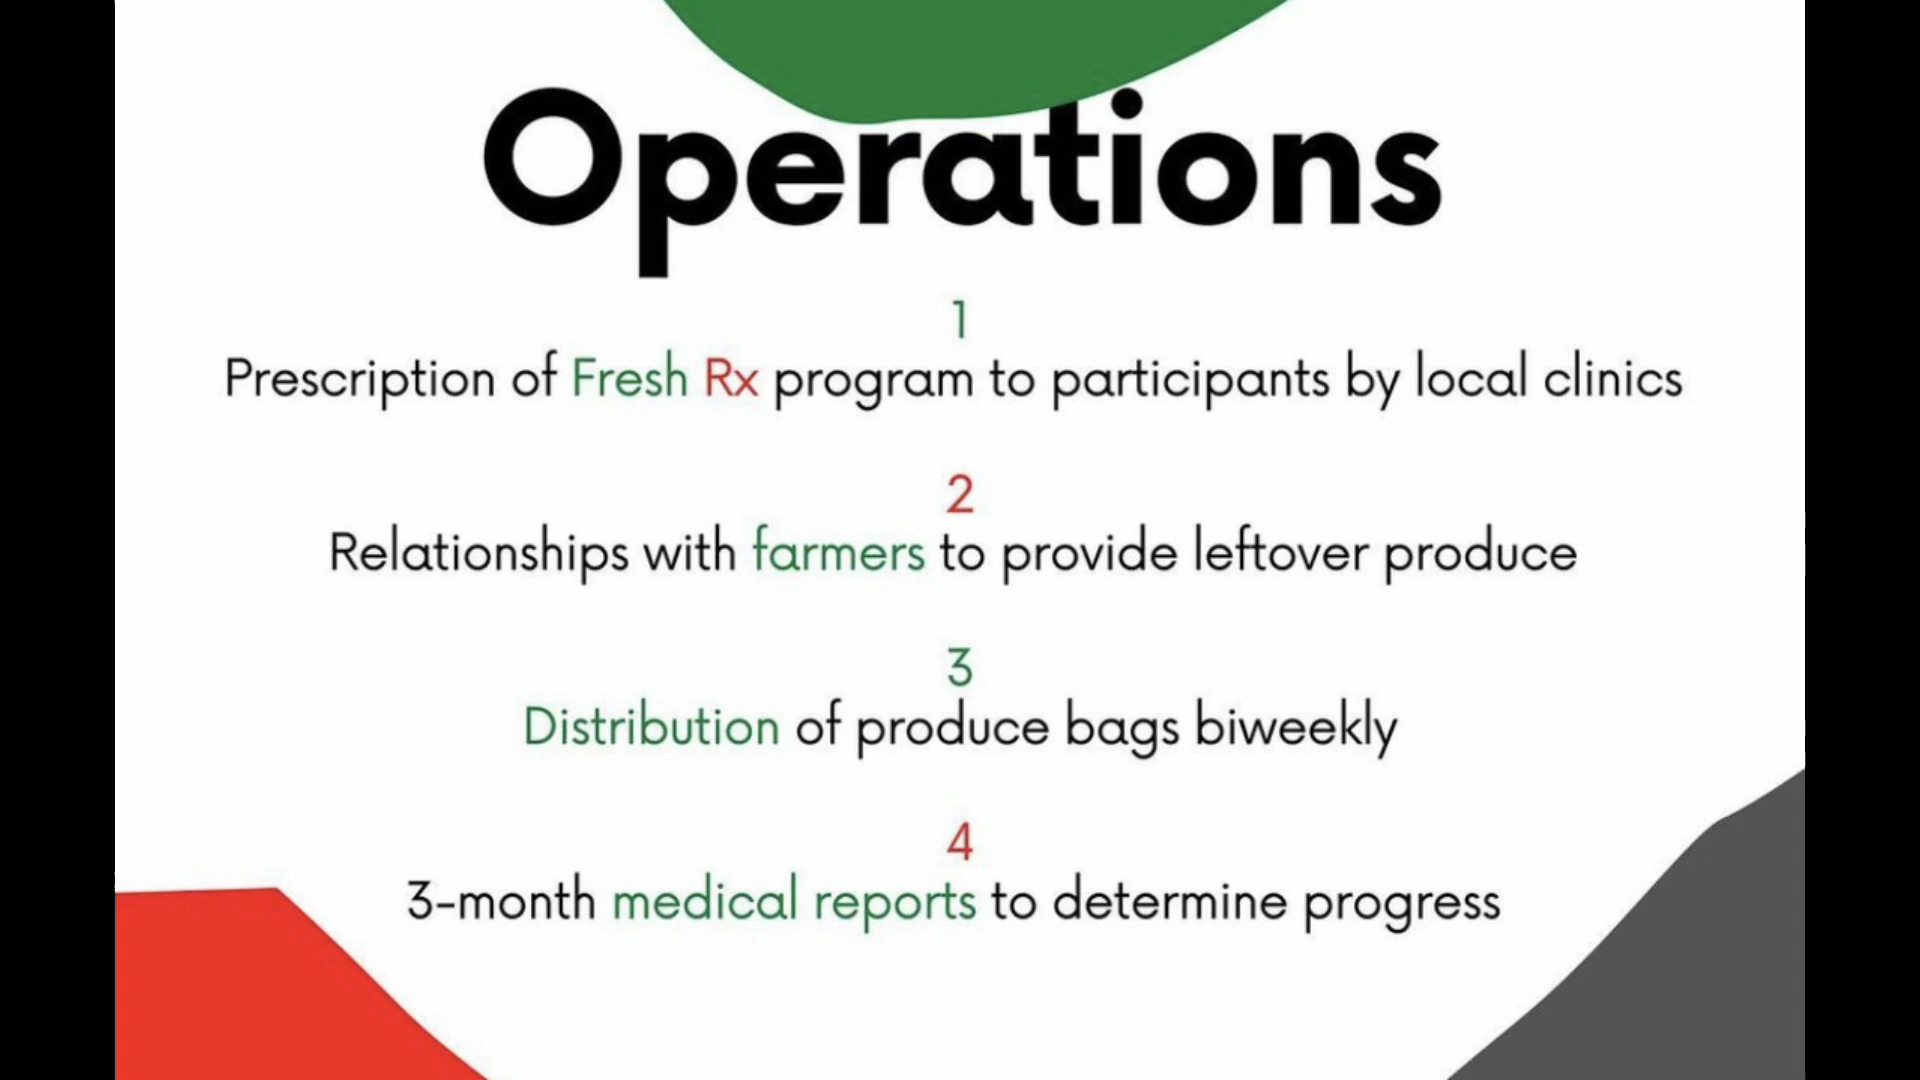 Operations
1
Prescription of Fresh Rx program to participants by local clinics
2
Relationships with farmers to provide leftover produce
3
Distribution of produce bags biweekly
4
3-month medical reports to determine progress